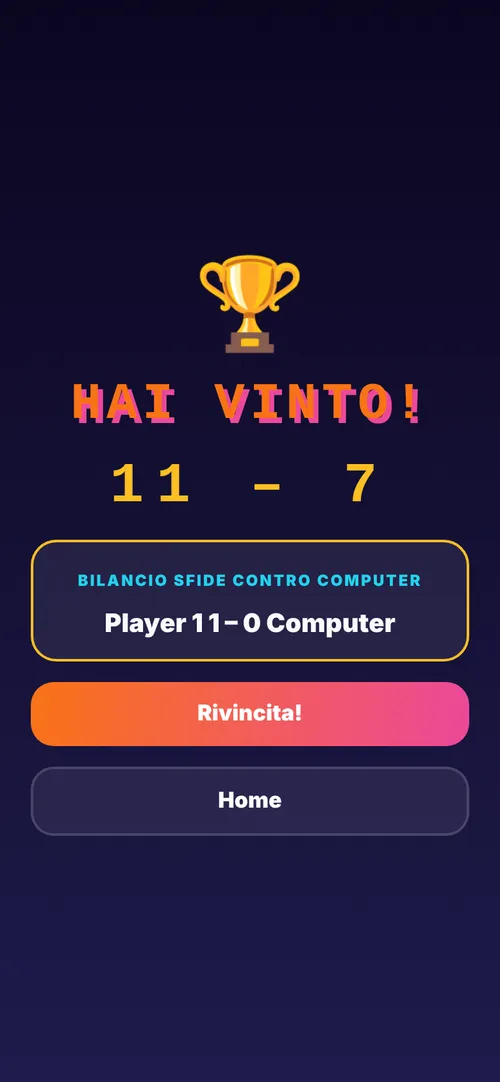 HAI VINTO!
11 – 7
BILANCIO SFIDE CONTRO COMPUTER
Player 11 – 0 Computer
Rivincita!
Home